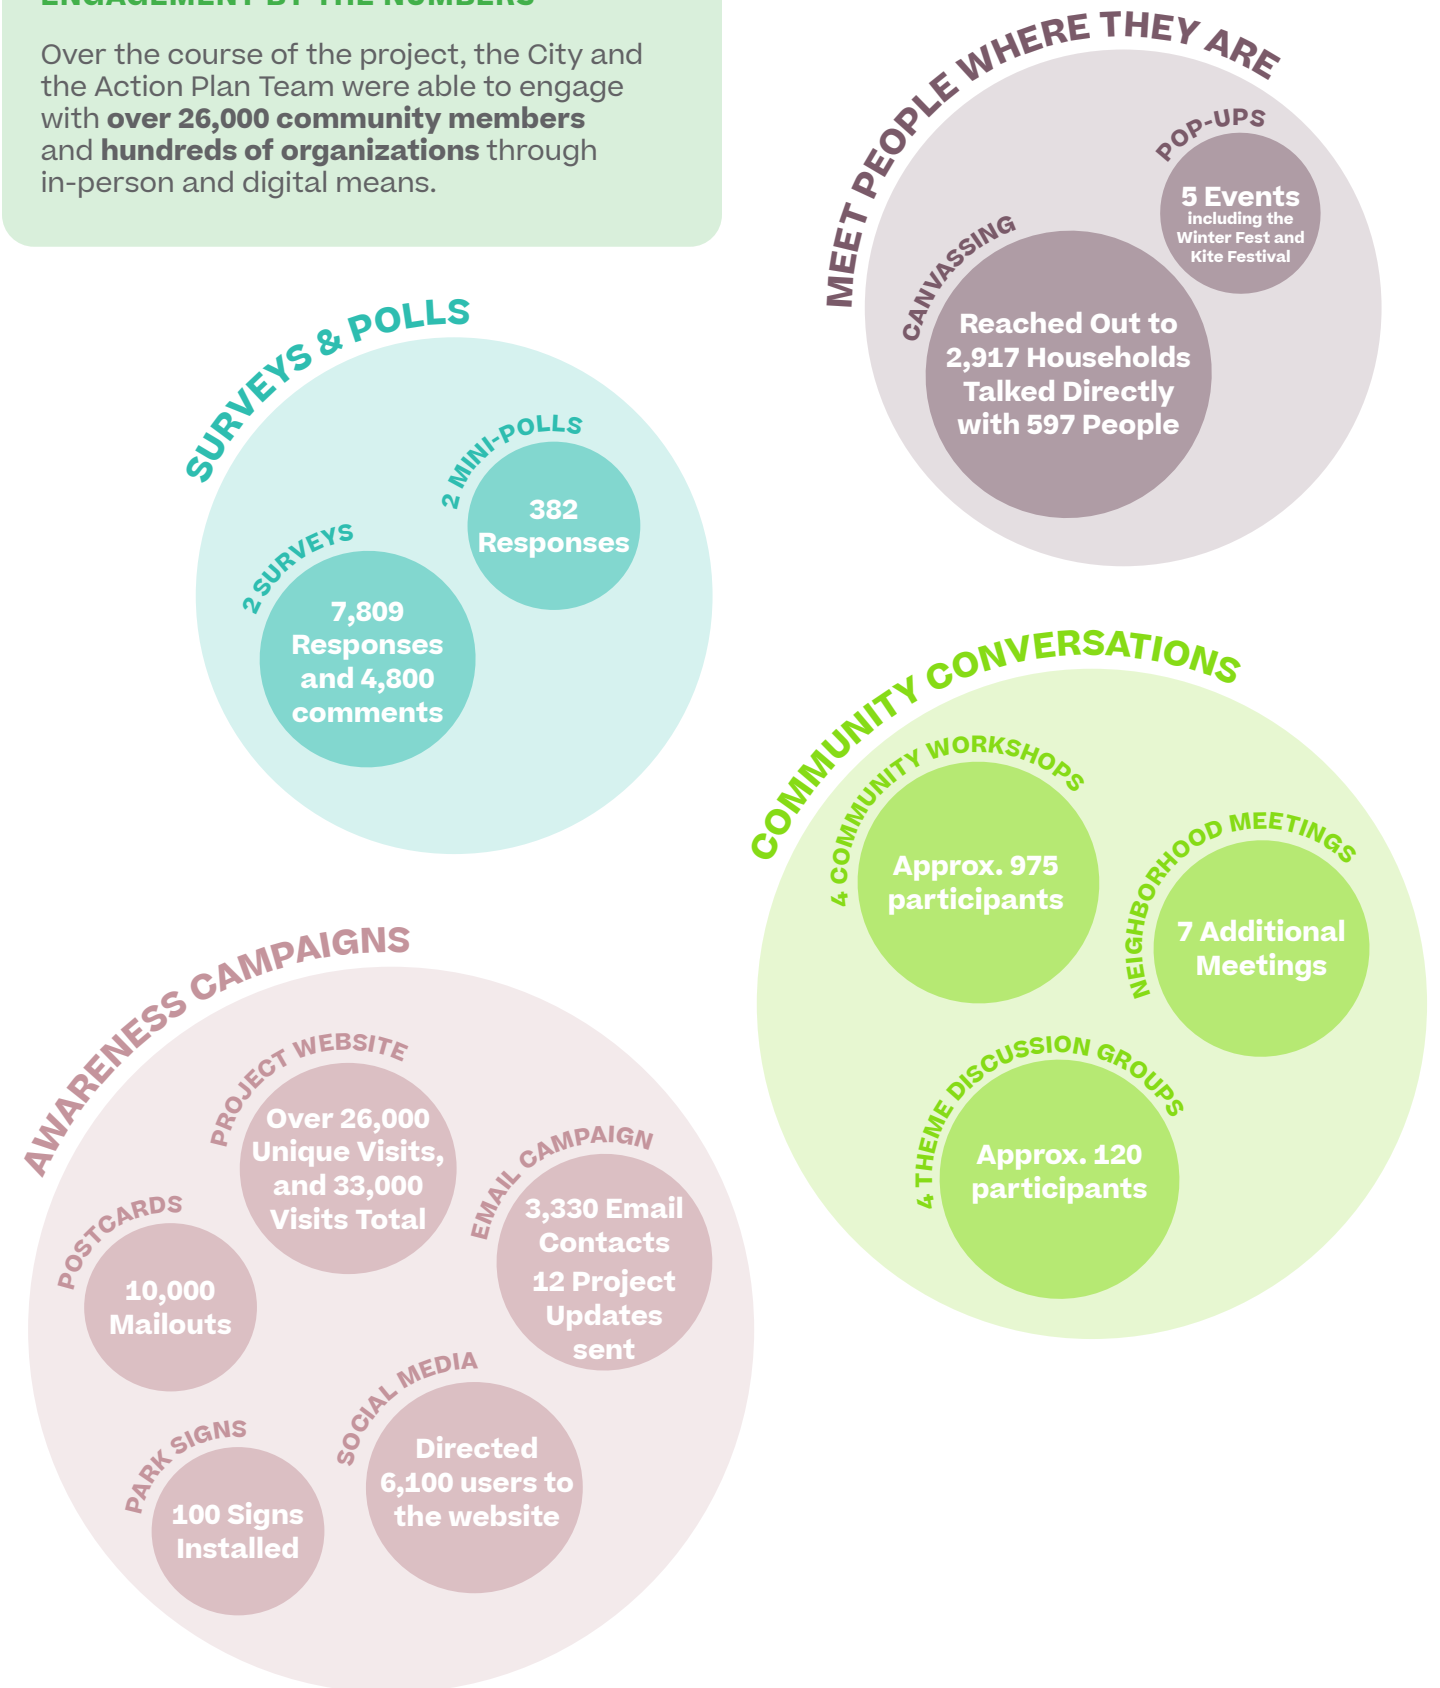 ENGAGEMENT BY THE NUMBERS
Over the course of the project, the City and
the Action Plan Team were able to engage
with over 26,000 community members
and hundreds of organizations through
in-person and digital means.
MEET PEOPLE WHERE THEY ARE
POP-UPS
5 Events
including the
Winter Fest and
Kite Festival
CANVASSING
Reached Out to
2,917 Households
Talked Directly
with 597 People
SURVEYS & POLLS
2 MINI-POLLS
382
Responses
2 SURVEYS
7,809
Responses
and 4,800
comments
COMMUNITY CONVERSATIONS
4 COMMUNITY WORKSHOPS
Approx. 975
participants
NEIGHBORHOOD MEETINGS
7 Additional
Meetings
4 THEME DISCUSSION GROUPS
Approx. 120
participants
AWARENESS CAMPAIGNS
PROJECT WEBSITE
Over 26,000
Unique Visits,
and 33,000
Visits Total
EMAIL CAMPAIGN
3,330 Email
Contacts
12 Project
Updates
sent
POSTCARDS
10,000
Mailouts
SOCIAL MEDIA
Directed
6,100 users to
the website
PARK SIGNS
100 Signs
Installed